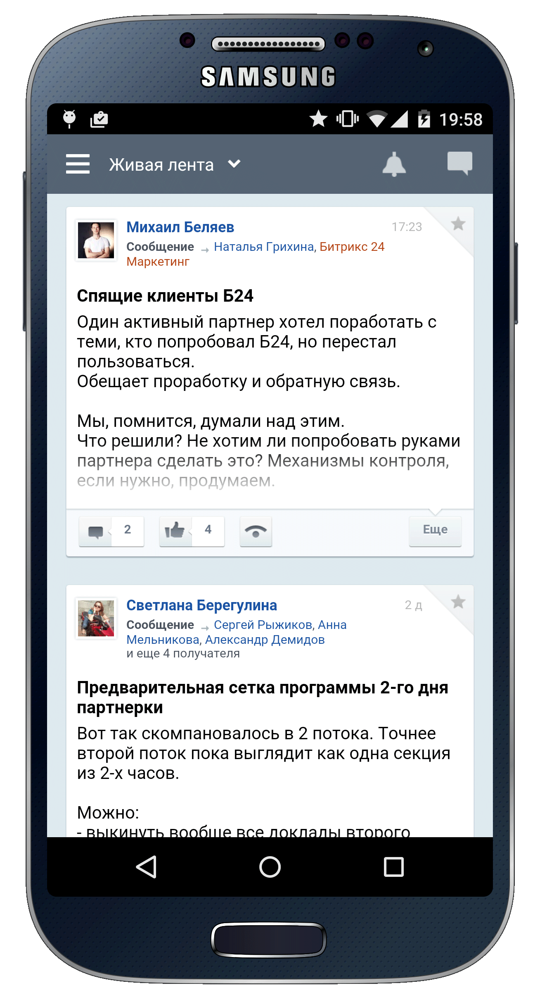 SAMSUNG
19:58
Живая лента
Михаил Беляев
17:23
Сообщение → Наталья Грихина, Битрикс 24
Маркетинг
Спящие клиенты Б24
Один активный партнер хотел поработать с
теми, кто попробовал Б24, но перестал
пользоваться.
Обещает проработку и обратную связь.
Мы, помнится, думали над этим.
Что решили? Не хотим ли попробовать руками
партнера сделать это? Механизмы контроля,
если нужно, продумаем.
2
4
Еще
Светлана Берегулина
2 д
Сообщение → Сергей Рыжиков, Анна
Мельникова, Александр Демидов
и еще 4 получателя
Предварительная сетка программы 2-го дня
партнерки
Вот так скомпановалось в 2 потока. Точнее
второй поток пока выглядит как одна секция
из 2-х часов.
Можно:
- выкинуть вообще все доклады второго